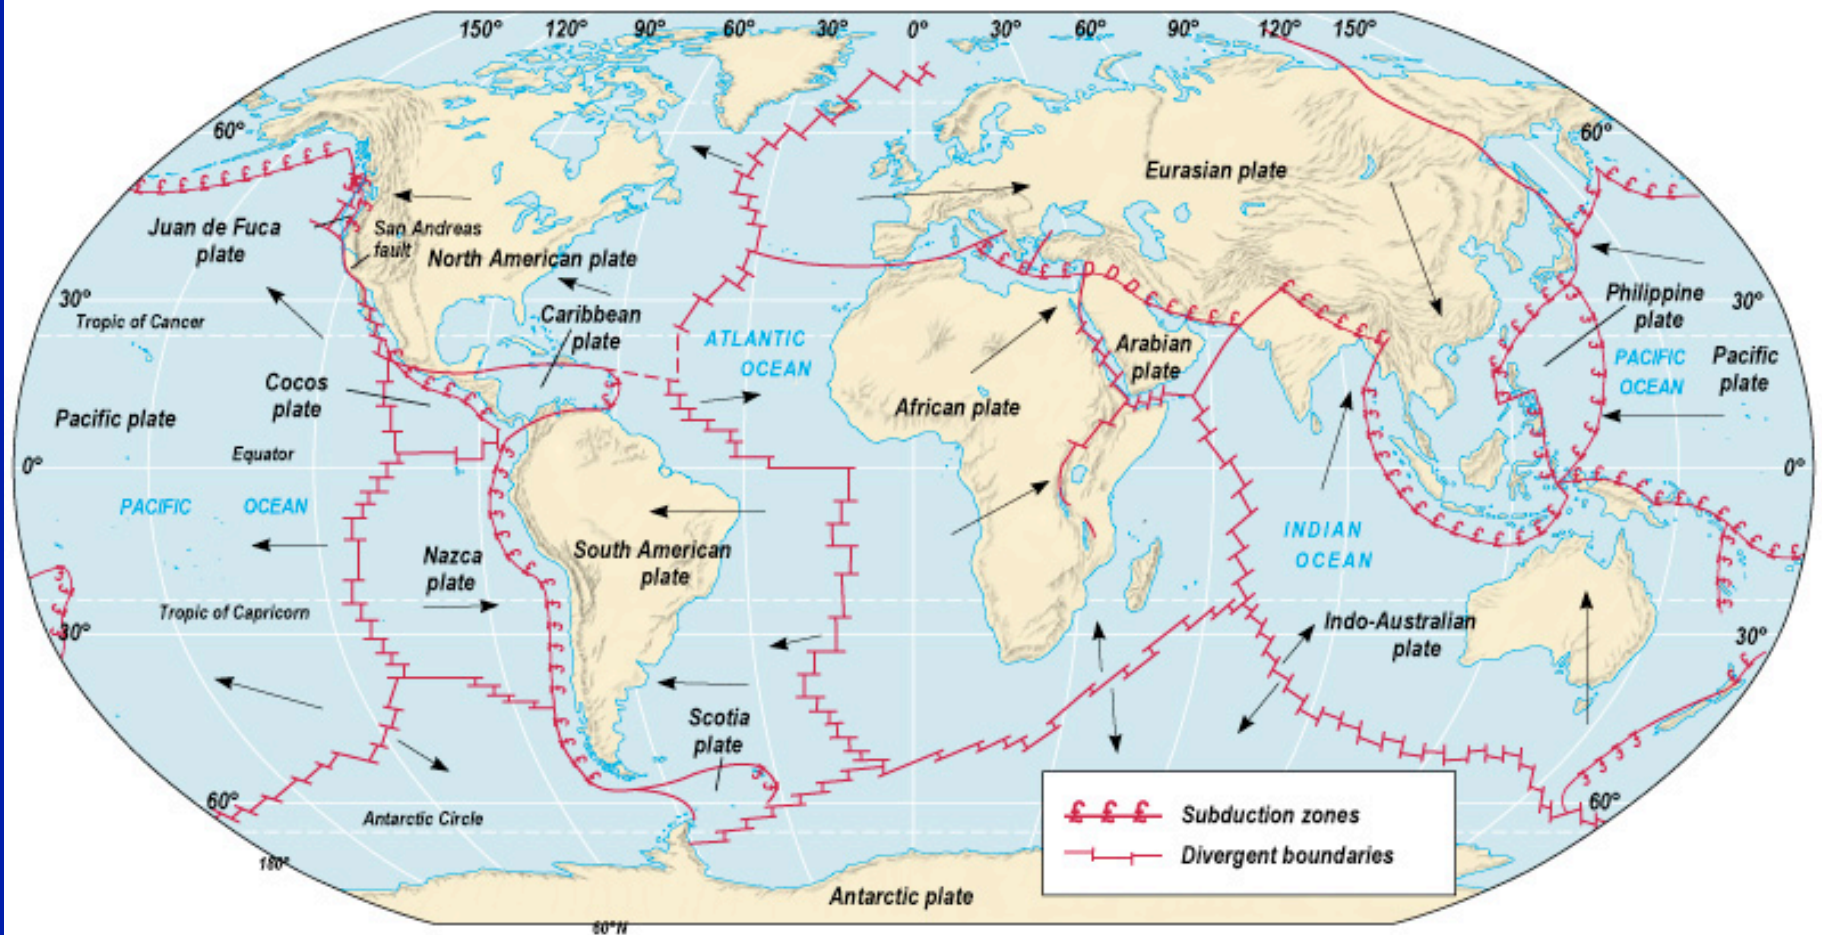 150° 120° 90° 60° 30° 0° 30° 60° 90° 120° 150°
60°
60°
Eurasian plate
Juan de Fuca
plate
San Andreas
fault
North American plate
30°
Tropic of Cancer
Caribbean
plate
ATLANTIC
OCEAN
Arabian
plate
Philippine
plate
30°
PACIFIC
OCEAN
Pacific
plate
Cocos
plate
Pacific plate
African plate
Equator
0°
0°
PACIFIC OCEAN
INDIAN
OCEAN
Nazca
plate
South American
plate
Tropic of Capricorn
30°
Indo-Australian
plate
30°
Scotia
plate
60°
Antarctic Circle
60°
180°
Subduction zones
Divergent boundaries
Antarctic plate
60°N